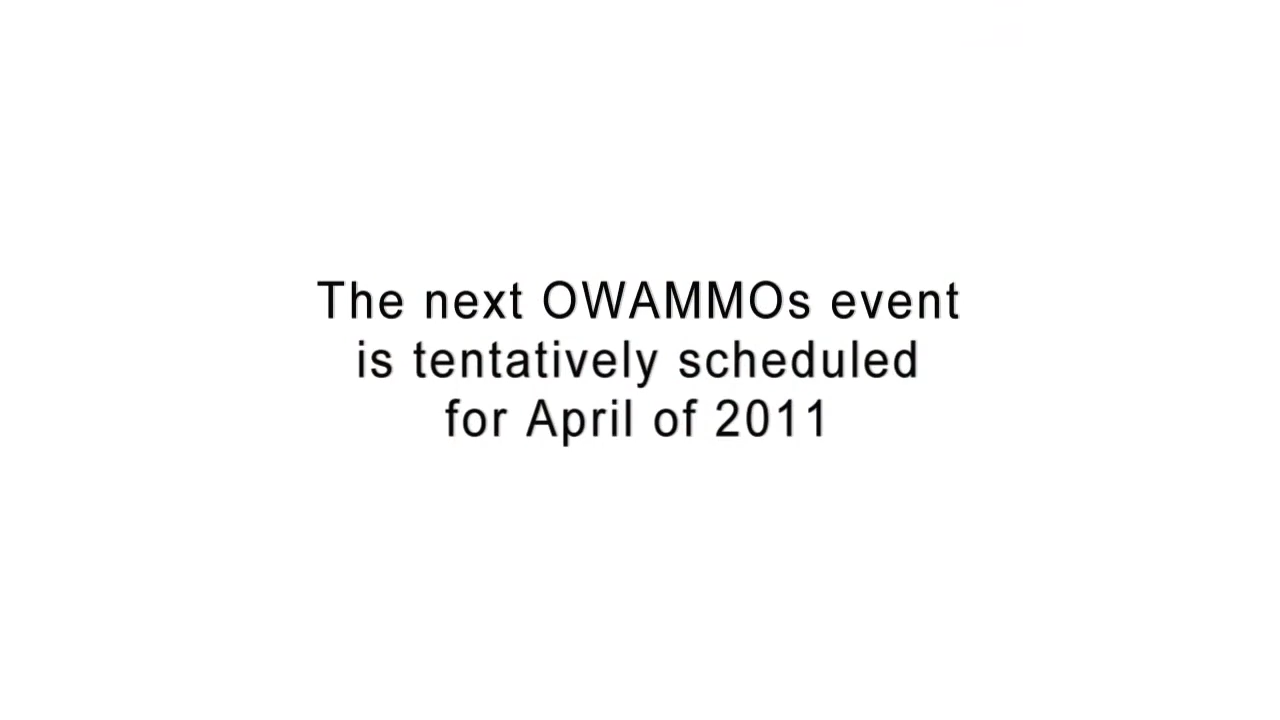 The next OWAMMOs event
is tentatively scheduled
for April of 2011